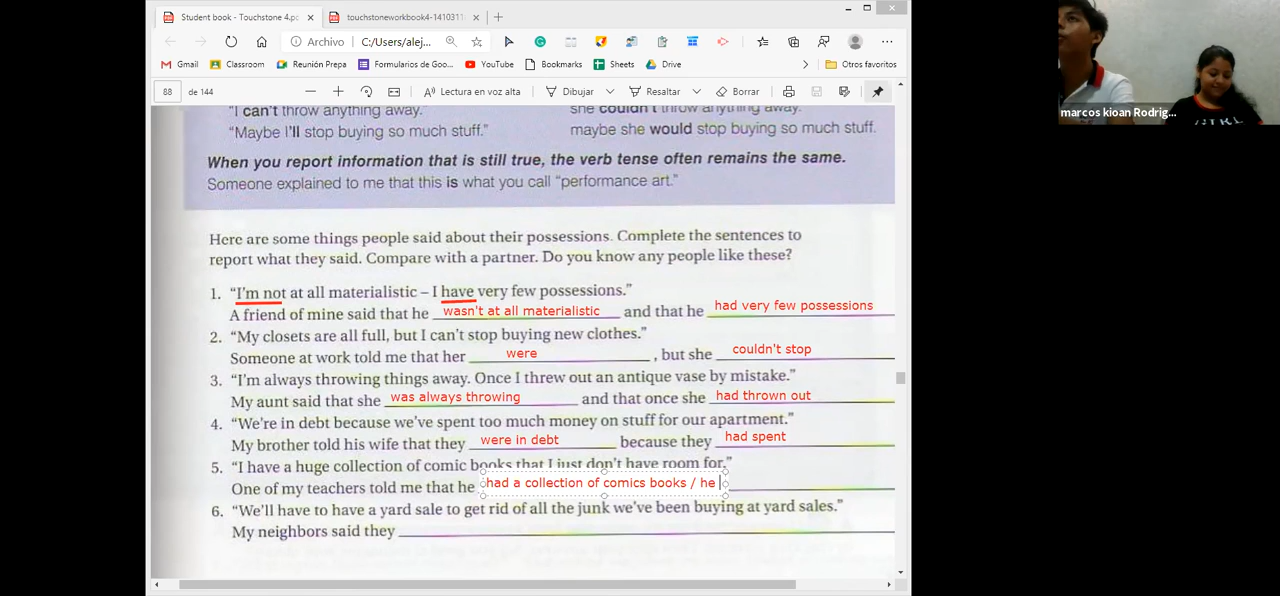 Student book - Touchstone 4.pc
touchstoneworkbook4-1410311
Archivo C:/Users/alej...
Gmail Classroom Reunión Prepa Formularios de Goo... YouTube Bookmarks Sheets Drive Otros favoritos
88 de 144 Lectura en voz alta Dibujar Resaltar Borrar
"I can't throw anything away." she couldn't throw anything away.
"Maybe I'll stop buying so much stuff." maybe she would stop buying so much stuff.
When you report information that is still true, the verb tense often remains the same.
Someone explained to me that this is what you call "performance art."
Here are some things people said about their possessions. Complete the sentences to
report what they said. Compare with a partner. Do you know any people like these?
1. "I'm not at all materialistic – I have very few possessions."
A friend of mine said that he wasn't at all materialistic and that he had very few possessions
2. "My closets are all full, but I can't stop buying new clothes."
Someone at work told me that her were , but she couldn't stop
3. "I'm always throwing things away. Once I threw out an antique vase by mistake."
My aunt said that she was always throwing and that once she had thrown out
4. "We're in debt because we've spent too much money on stuff for our apartment."
My brother told his wife that they were in debt because they had spent
5. "I have a huge collection of comic books that I just don't have room for."
One of my teachers told me that he had a collection of comics books / he
6. "We'll have to have a yard sale to get rid of all the junk we've been buying at yard sales."
My neighbors said they
marcos kioan Rodrig...
GIRL